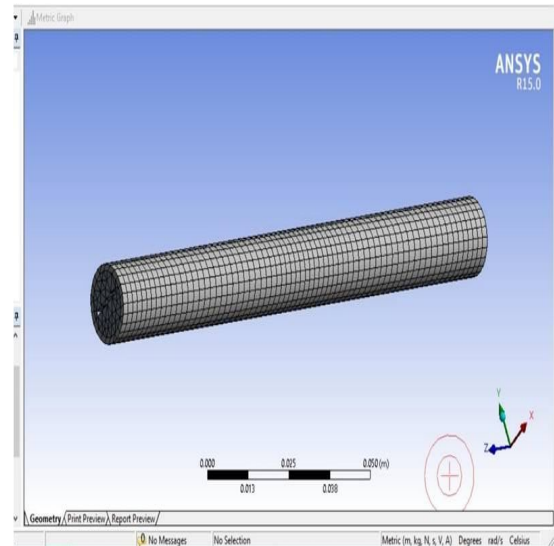 Metric Graph
ANSYS
R15.0
Y
X
Z
0.000 0.025 0.050 (m)
0.013 0.038
Geometry Print Preview Report Preview
0 No Messages No Selection Metric (m, kg, N, s, V, A) Degrees rad/s Celsius